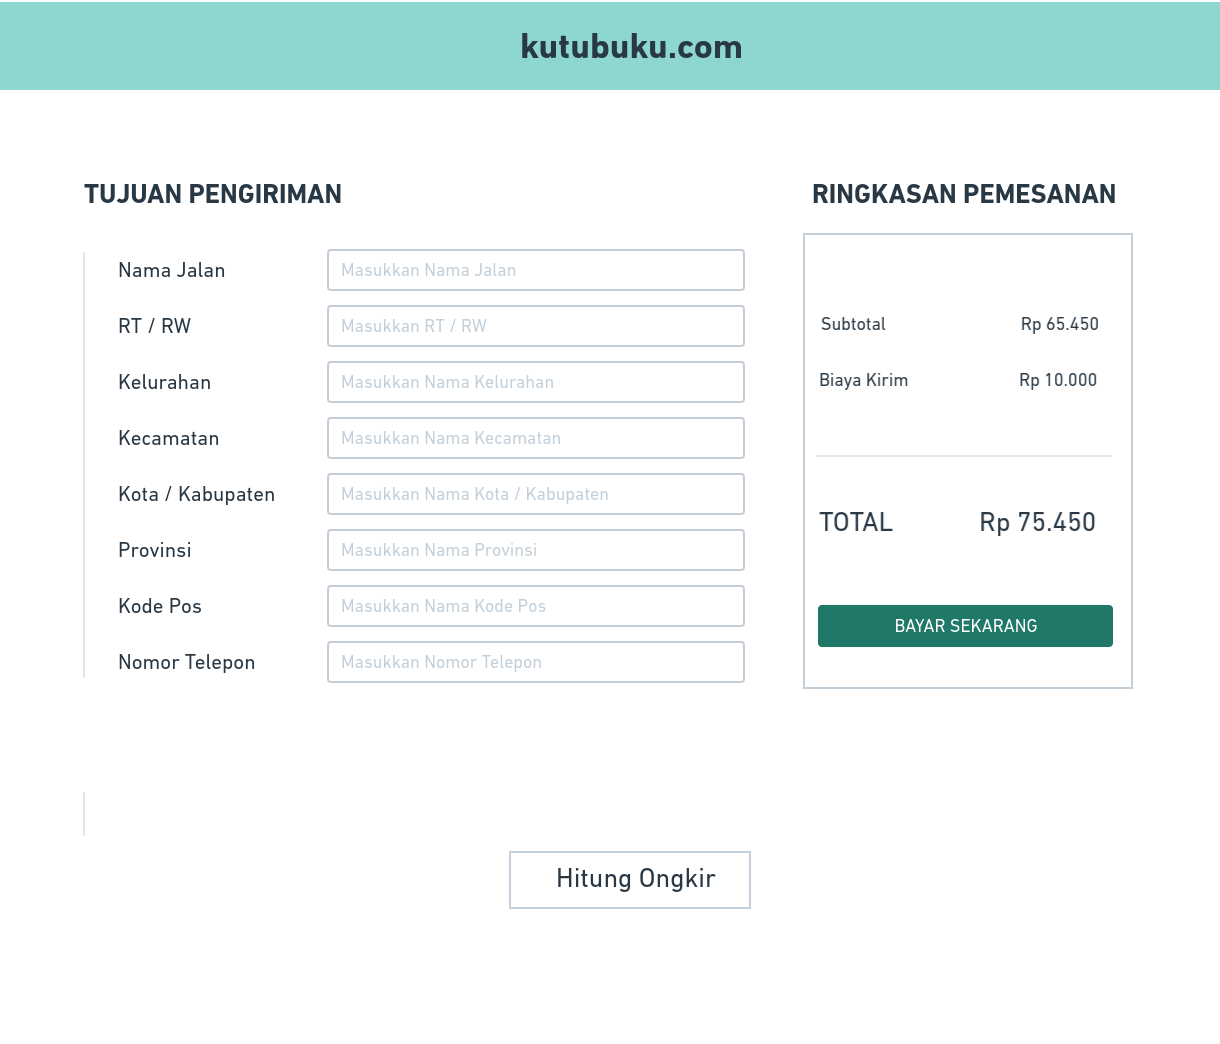 kutubuku.com
TUJUAN PENGIRIMAN
Nama Jalan
Masukkan Nama Jalan
RT / RW
Masukkan RT / RW
Kelurahan
Masukkan Nama Kelurahan
Kecamatan
Masukkan Nama Kecamatan
Kota / Kabupaten
Masukkan Nama Kota / Kabupaten
Provinsi
Masukkan Nama Provinsi
Kode Pos
Masukkan Nama Kode Pos
Nomor Telepon
Masukkan Nomor Telepon
RINGKASAN PEMESANAN
Subtotal Rp 65.450
Biaya Kirim Rp 10.000
TOTAL Rp 75.450
BAYAR SEKARANG
Hitung Ongkir